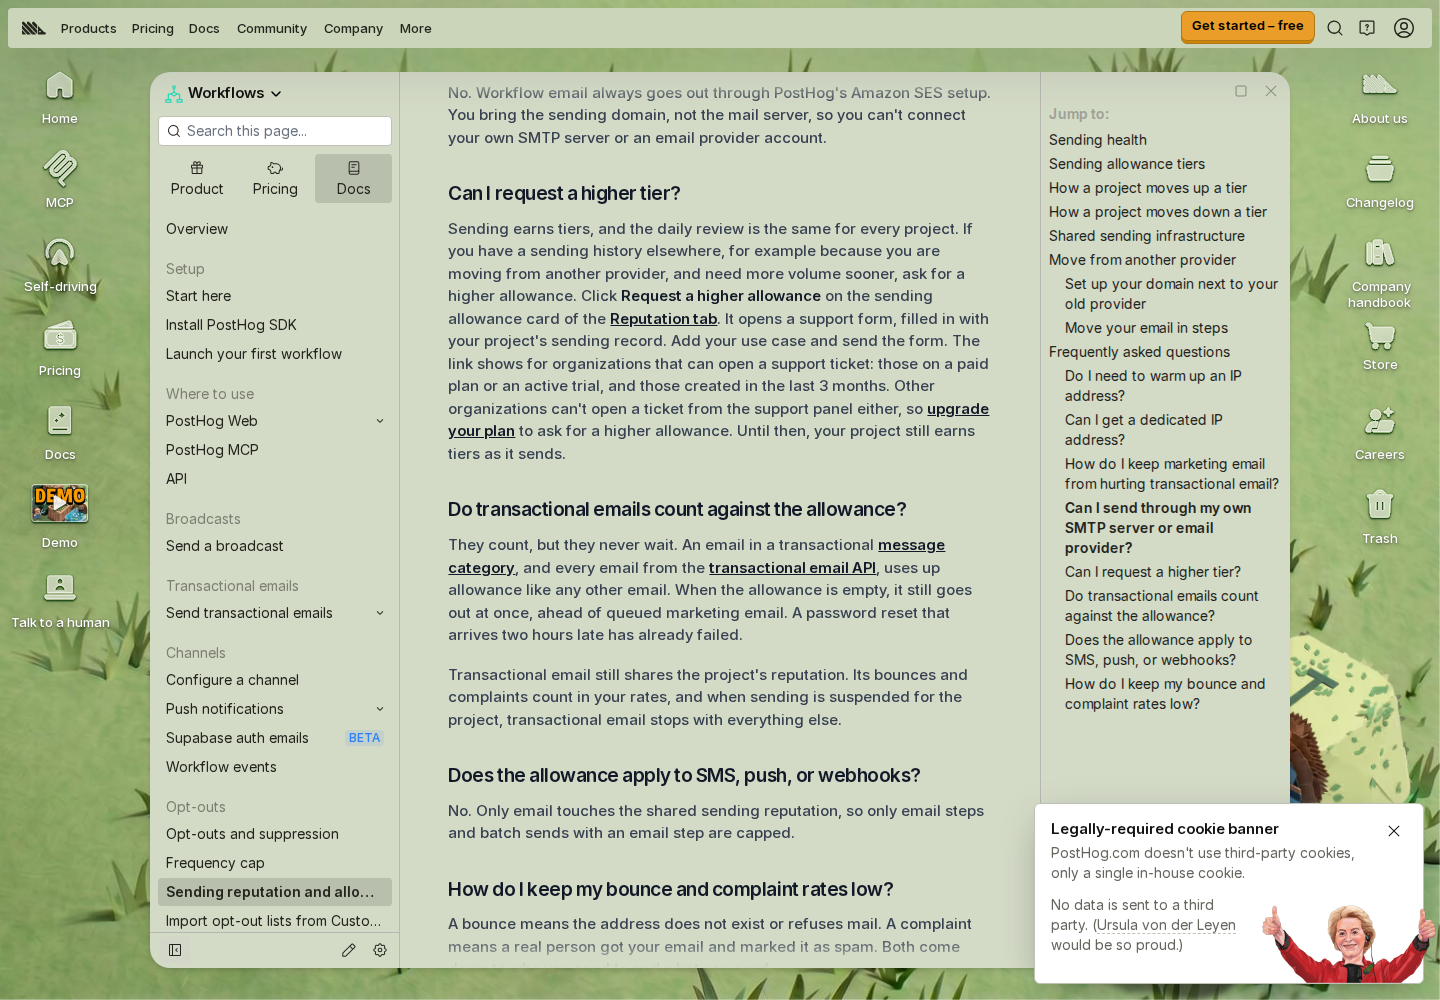 Products
Pricing
Docs
Community
Company
More
Get started – free
Home
MCP
Self-driving
Pricing
Docs
DEMO
Demo
Talk to a human
Workflows
Search this page...
Product
Pricing
Docs
Overview
Setup
Start here
Install PostHog SDK
Launch your first workflow
Where to use
PostHog Web
PostHog MCP
API
Broadcasts
Send a broadcast
Transactional emails
Send transactional emails
Channels
Configure a channel
Push notifications
Supabase auth emails
BETA
Workflow events
Opt-outs
Opt-outs and suppression
Frequency cap
Sending reputation and allo...
Import opt-out lists from Custo...
No. Workflow email always goes out through PostHog's Amazon SES setup.
You bring the sending domain, not the mail server, so you can't connect
your own SMTP server or an email provider account.
Can I request a higher tier?
Sending earns tiers, and the daily review is the same for every project. If
you have a sending history elsewhere, for example because you are
moving from another provider, and need more volume sooner, ask for a
higher allowance. Click Request a higher allowance on the sending
allowance card of the Reputation tab. It opens a support form, filled in with
your project's sending record. Add your use case and send the form. The
link shows for organizations that can open a support ticket: those on a paid
plan or an active trial, and those created in the last 3 months. Other
organizations can't open a ticket from the support panel either, so upgrade
your plan to ask for a higher allowance. Until then, your project still earns
tiers as it sends.
Do transactional emails count against the allowance?
They count, but they never wait. An email in a transactional message
category, and every email from the transactional email API, uses up
allowance like any other email. When the allowance is empty, it still goes
out at once, ahead of queued marketing email. A password reset that
arrives two hours late has already failed.
Transactional email still shares the project's reputation. Its bounces and
complaints count in your rates, and when sending is suspended for the
project, transactional email stops with everything else.
Does the allowance apply to SMS, push, or webhooks?
No. Only email touches the shared sending reputation, so only email steps
and batch sends with an email step are capped.
How do I keep my bounce and complaint rates low?
A bounce means the address does not exist or refuses mail. A complaint
means a real person got your email and marked it as spam. Both come
Jump to:
Sending health
Sending allowance tiers
How a project moves up a tier
How a project moves down a tier
Shared sending infrastructure
Move from another provider
Set up your domain next to your
old provider
Move your email in steps
Frequently asked questions
Do I need to warm up an IP
address?
Can I get a dedicated IP
address?
How do I keep marketing email
from hurting transactional email?
Can I send through my own
SMTP server or email
provider?
Can I request a higher tier?
Do transactional emails count
against the allowance?
Does the allowance apply to
SMS, push, or webhooks?
How do I keep my bounce and
complaint rates low?
About us
Changelog
Company
handbook
Store
Careers
Trash
Legally-required cookie banner
PostHog.com doesn't use third-party cookies,
only a single in-house cookie.
No data is sent to a third
party. (Ursula von der Leyen
would be so proud.)